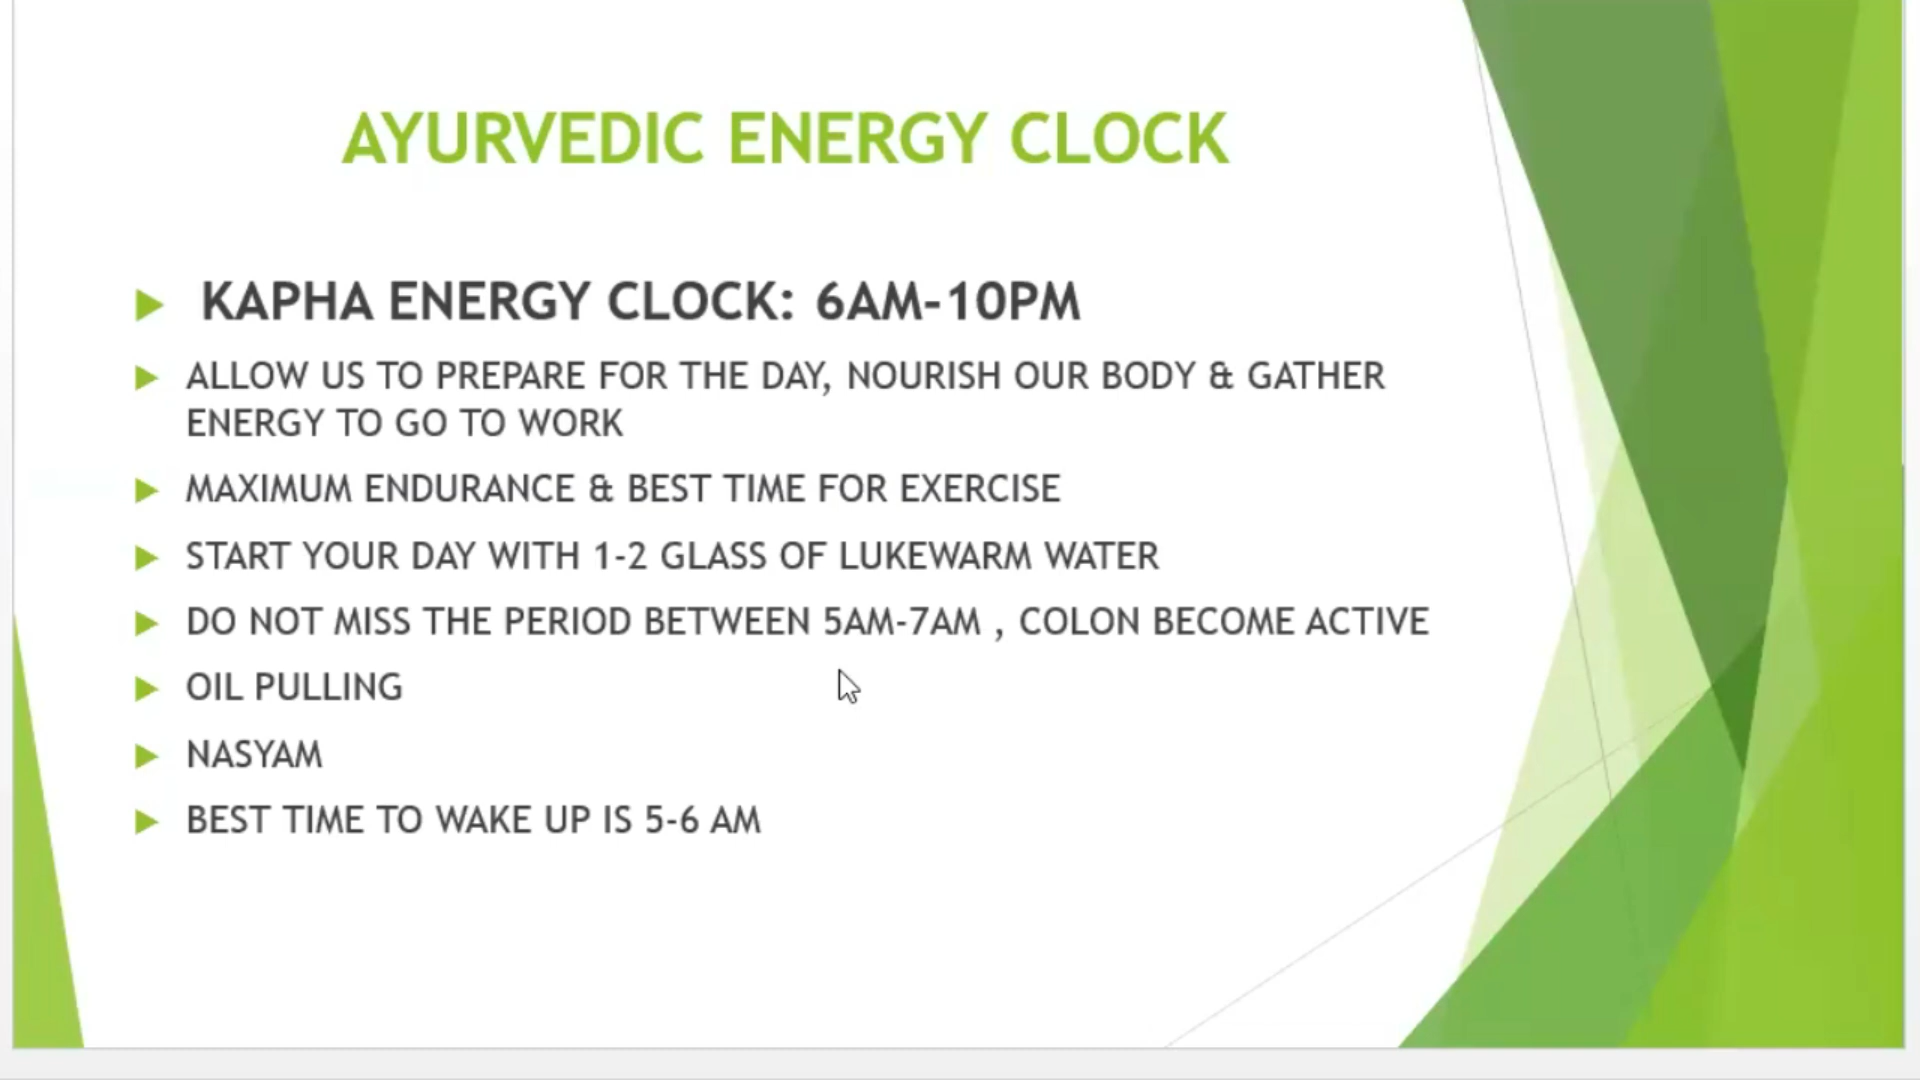 AYURVEDIC ENERGY CLOCK
KAPHA ENERGY CLOCK: 6AM-10PM
ALLOW US TO PREPARE FOR THE DAY, NOURISH OUR BODY & GATHER
ENERGY TO GO TO WORK
MAXIMUM ENDURANCE & BEST TIME FOR EXERCISE
START YOUR DAY WITH 1-2 GLASS OF LUKEWARM WATER
DO NOT MISS THE PERIOD BETWEEN 5AM-7AM , COLON BECOME ACTIVE
OIL PULLING
NASYAM
BEST TIME TO WAKE UP IS 5-6 AM